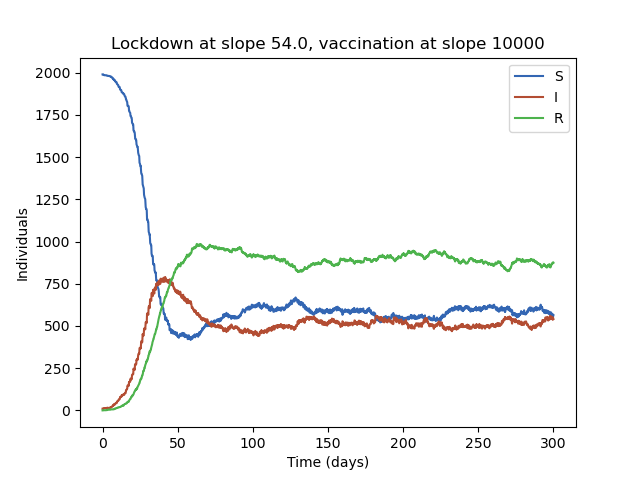 Lockdown at slope 54.0, vaccination at slope 10000
S
I
R
Individuals
2000
1750
1500
1250
1000
750
500
250
0
0 50 100 150 200 250 300
Time (days)